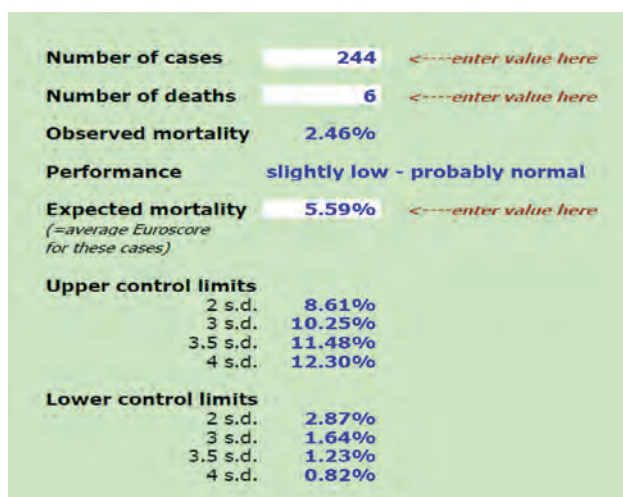 Number of cases 244 <----enter value here
Number of deaths 6 <----enter value here
Observed mortality 2.46%
Performance slightly low - probably normal
Expected mortality 5.59% <----enter value here
(=average Euroscore
for these cases)
Upper control limits
2 s.d. 8.61%
3 s.d. 10.25%
3.5 s.d. 11.48%
4 s.d. 12.30%
Lower control limits
2 s.d. 2.87%
3 s.d. 1.64%
3.5 s.d. 1.23%
4 s.d. 0.82%